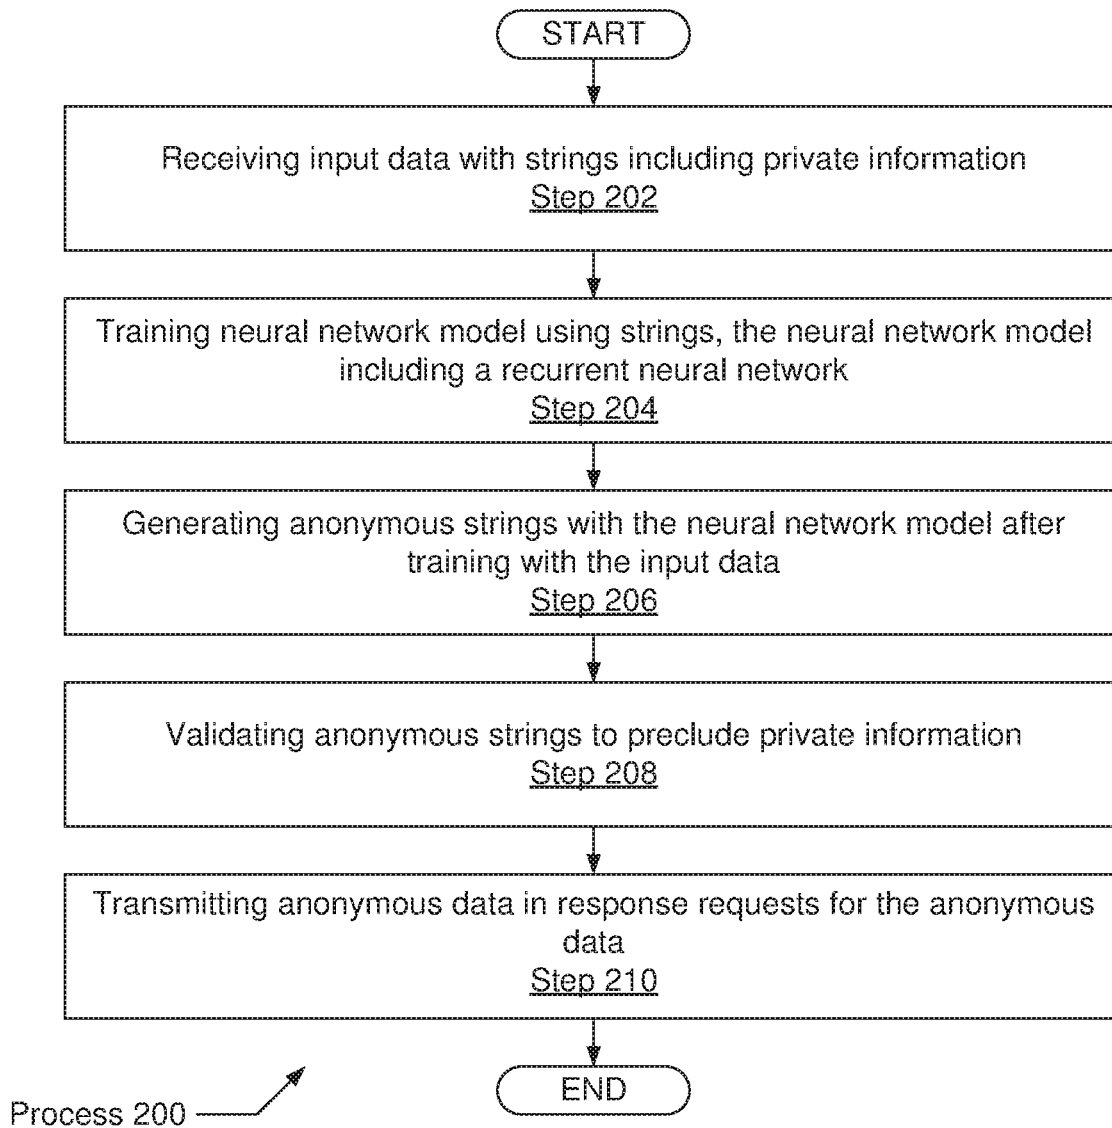 START
Receiving input data with strings including private information
Step 202
Training neural network model using strings, the neural network model
including a recurrent neural network
Step 204
Generating anonymous strings with the neural network model after
training with the input data
Step 206
Validating anonymous strings to preclude private information
Step 208
Transmitting anonymous data in response requests for the anonymous
data
Step 210
END
Process 200